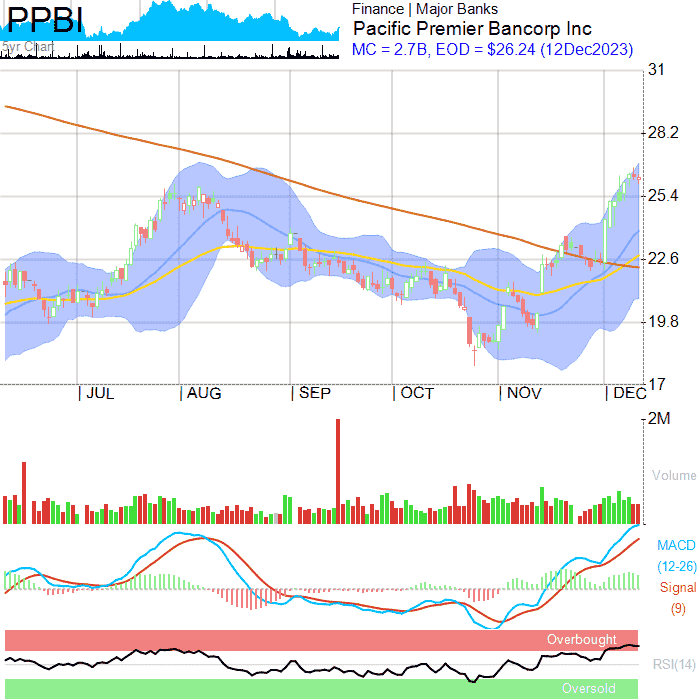 PPBI
5yr Chart
Finance | Major Banks
Pacific Premier Bancorp Inc
MC = 2.7B, EOD = $26.24 (12Dec2023)
31
28.2
25.4
22.6
19.8
17
| JUL | AUG | SEP | OCT | NOV | DEC
2M
Volume
MACD
(12-26)
Signal
(9)
Overbought
RSI(14)
Oversold